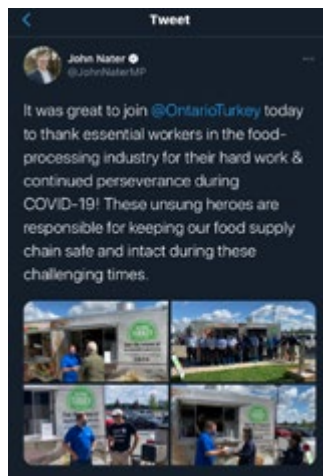 Tweet
John Nater
@JohnNaterMP
It was great to join @OntarioTurkey today
to thank essential workers in the food-
processing industry for their hard work &
continued perseverance during
COVID-19! These unsung heroes are
responsible for keeping our food supply
chain safe and intact during these
challenging times.